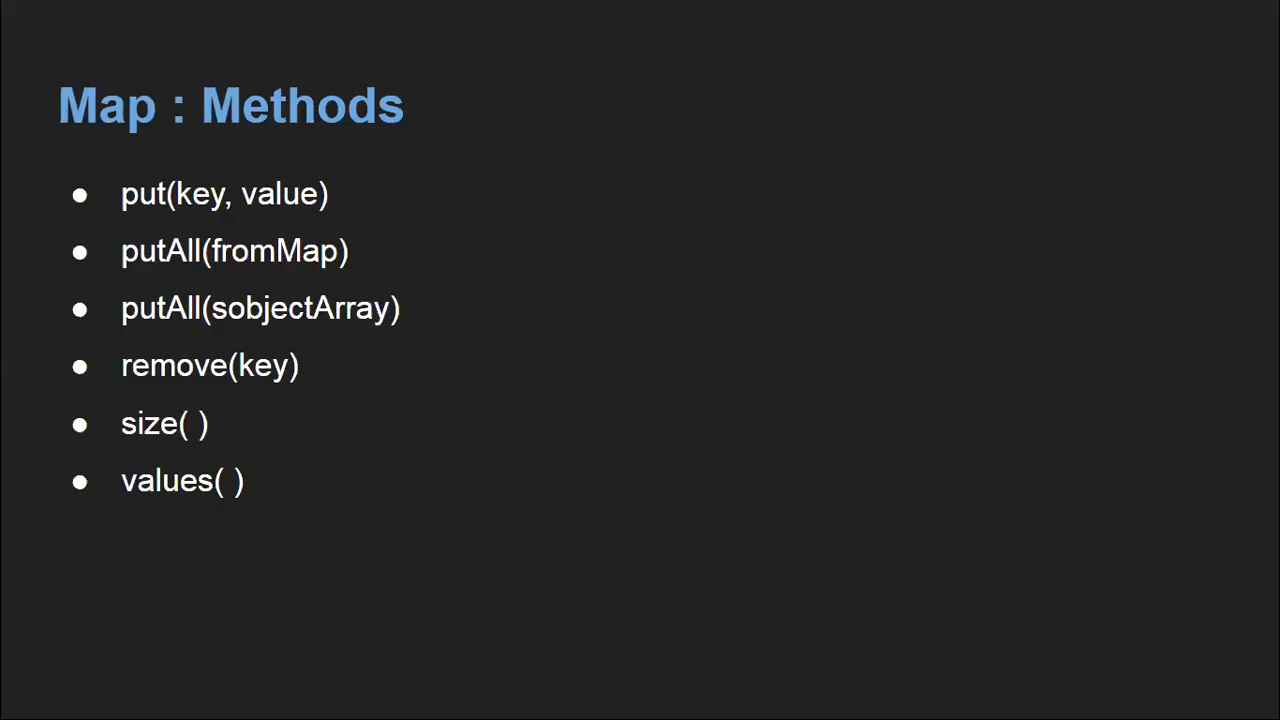 Map : Methods
● put(key, value)
● putAll(fromMap)
● putAll(sobjectArray)
● remove(key)
● size( )
● values( )